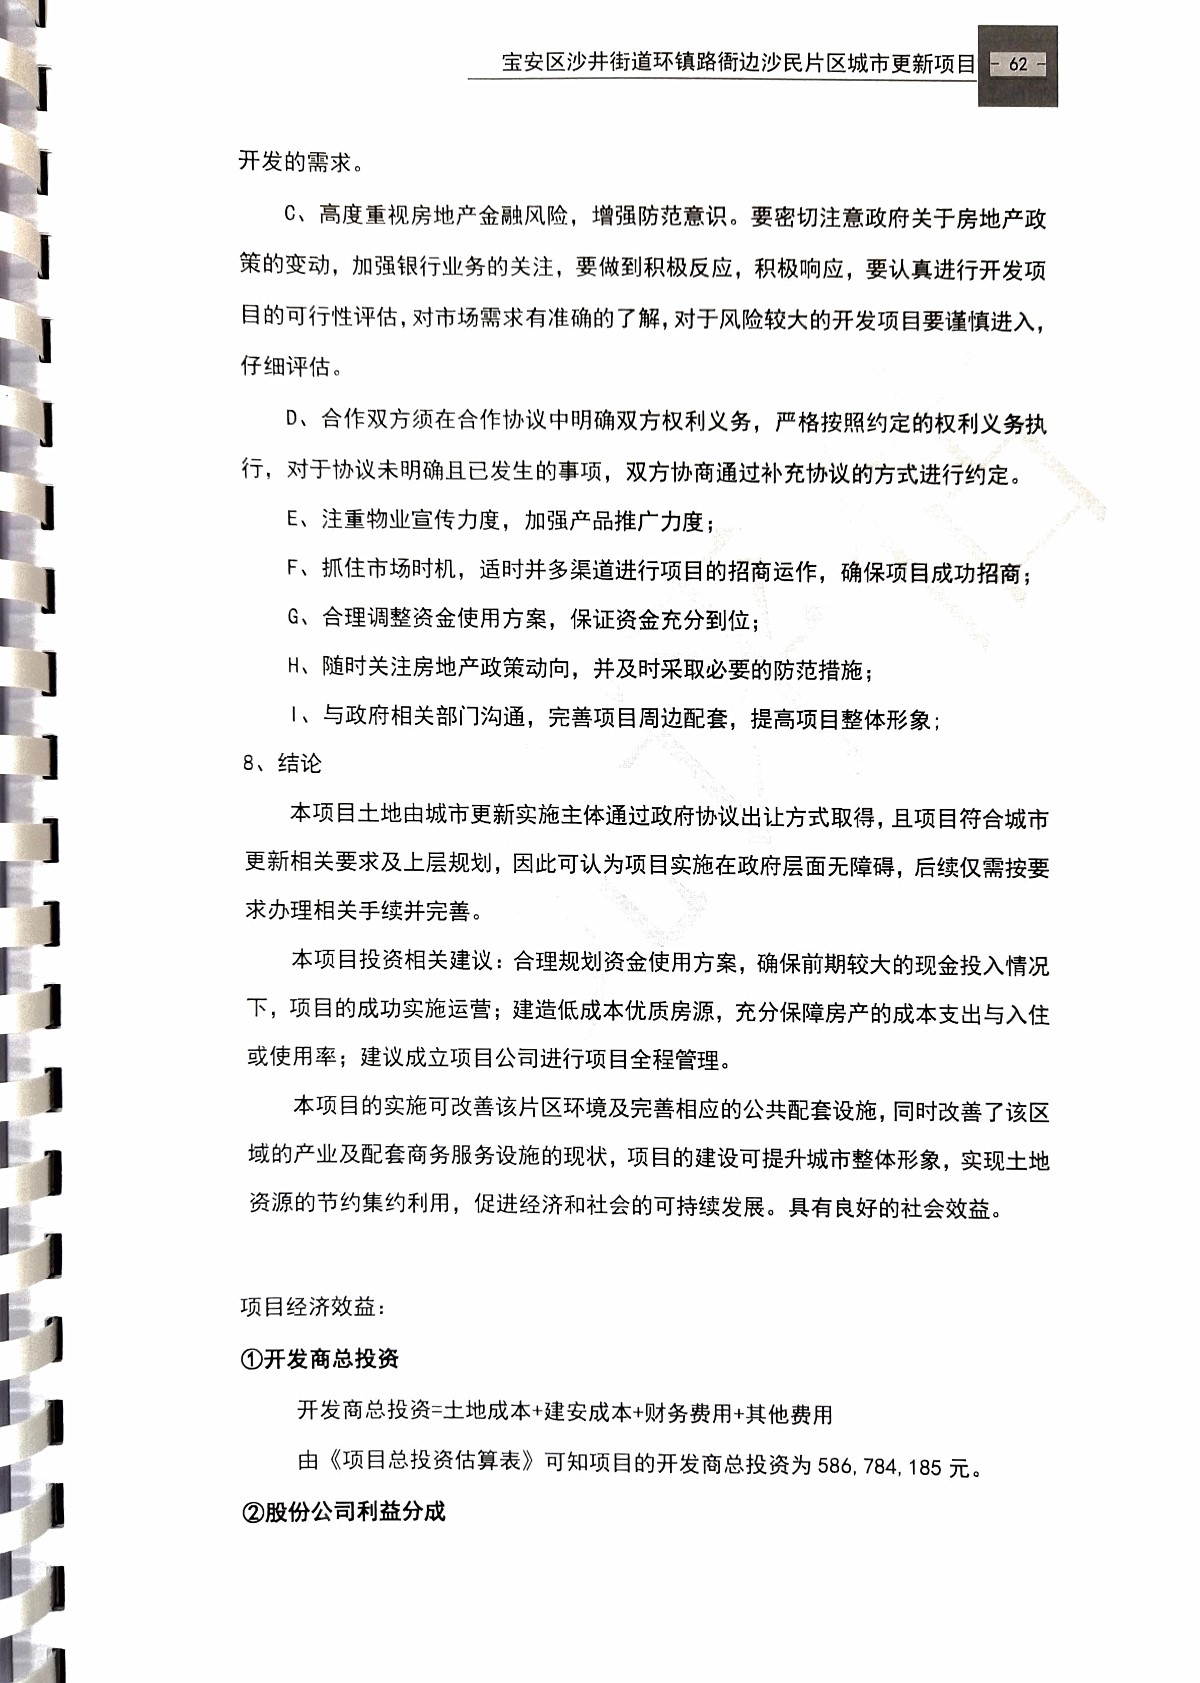 宝安区沙井街道环镇路衙边沙民片区城市更新项目
- 62 -
开发的需求。
C、高度重视房地产金融风险，增强防范意识。要密切注意政府关于房地产政
策的变动，加强银行业务的关注，要做到积极反应，积极响应，要认真进行开发项
目的可行性评估，对市场需求有准确的了解，对于风险较大的开发项目要谨慎进入，
仔细评估。
D、合作双方须在合作协议中明确双方权利义务，严格按照约定的权利义务执
行，对于协议未明确且已发生的事项，双方协商通过补充协议的方式进行约定。
E、注重物业宣传力度，加强产品推广力度；
F、抓住市场时机，适时并多渠道进行项目的招商运作，确保项目成功招商；
G、合理调整资金使用方案，保证资金充分到位；
H、随时关注房地产政策动向，并及时采取必要的防范措施；
I、与政府相关部门沟通，完善项目周边配套，提高项目整体形象；
8、结论
本项目土地由城市更新实施主体通过政府协议出让方式取得，且项目符合城市
更新相关要求及上层规划，因此可认为项目实施在政府层面无障碍，后续仅需按要
求办理相关手续并完善。
本项目投资相关建议：合理规划资金使用方案，确保前期较大的现金投入情况
下，项目的成功实施运营；建造低成本优质房源，充分保障房产的成本支出与入住
或使用率；建议成立项目公司进行项目全程管理。
本项目的实施可改善该片区环境及完善相应的公共配套设施，同时改善了该区
域的产业及配套商务服务设施的现状，项目的建设可提升城市整体形象，实现土地
资源的节约集约利用，促进经济和社会的可持续发展。具有良好的社会效益。
项目经济效益：
①开发商总投资
开发商总投资=土地成本+建安成本+财务费用+其他费用
由《项目总投资估算表》可知项目的开发商总投资为 586,784,185 元。
②股份公司利益分成